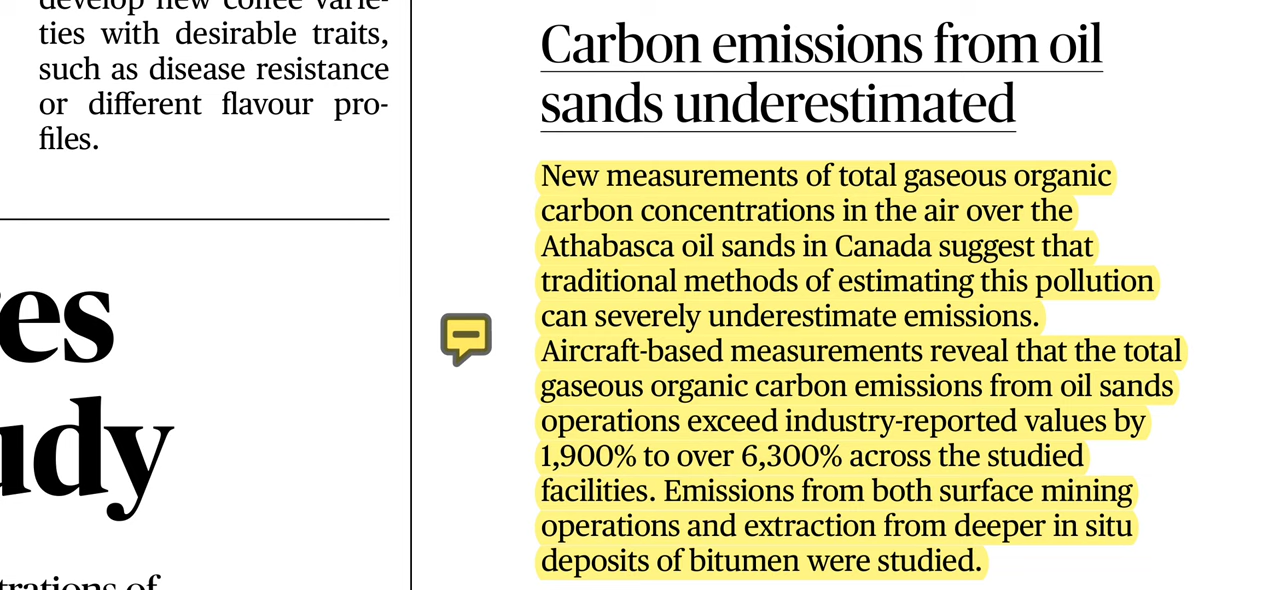 ties with desirable traits,
such as disease resistance
or different flavour pro-
files.
udy
Carbon emissions from oil
sands underestimated
New measurements of total gaseous organic
carbon concentrations in the air over the
Athabasca oil sands in Canada suggest that
traditional methods of estimating this pollution
can severely underestimate emissions.
Aircraft-based measurements reveal that the total
gaseous organic carbon emissions from oil sands
operations exceed industry-reported values by
1,900% to over 6,300% across the studied
facilities. Emissions from both surface mining
operations and extraction from deeper in situ
deposits of bitumen were studied.